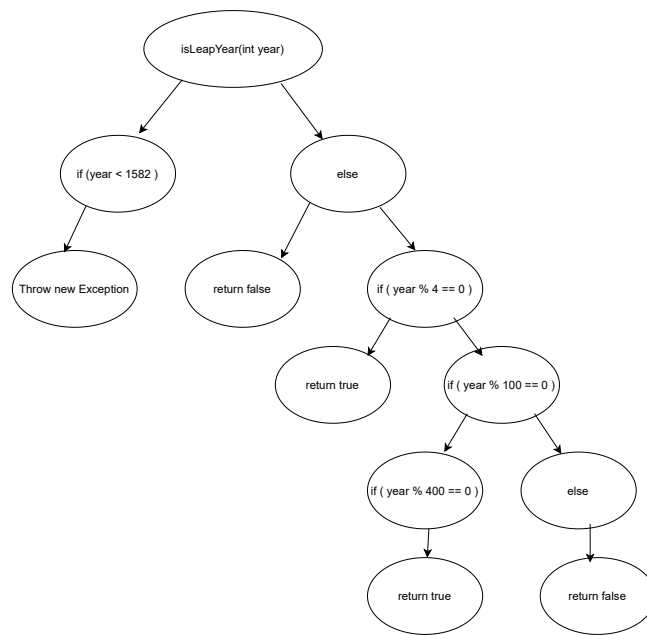 isLeapYear(int year)
if (year < 1582 )
else
Throw new Exception
return false
if ( year % 4 == 0 )
return true
if ( year % 100 == 0 )
if ( year % 400 == 0 )
else
return true
return false